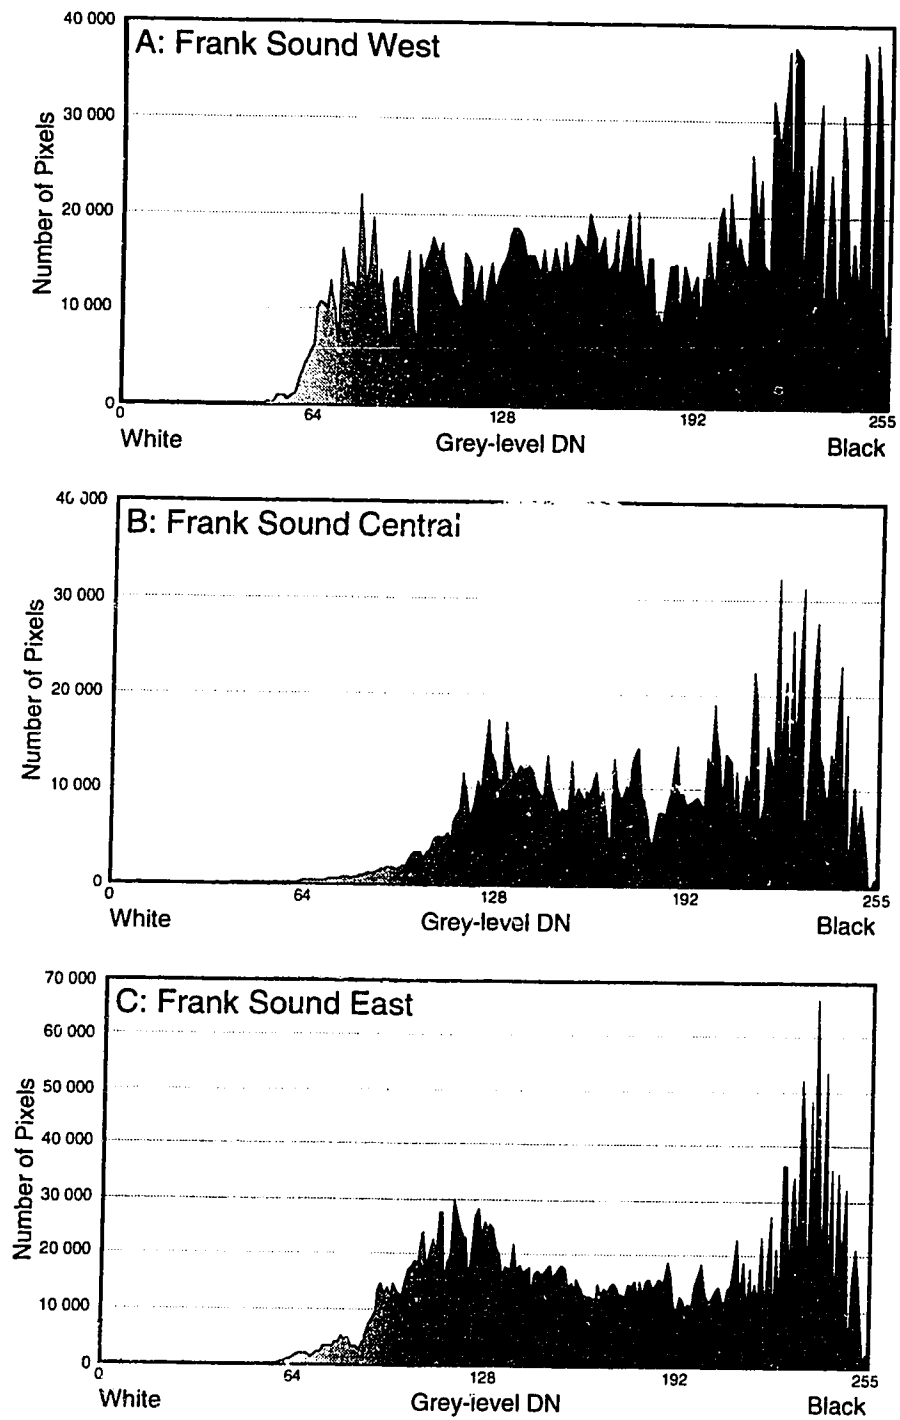 40 000
A: Frank Sound West
30 000
20 000
10 000
0
Number of Pixels
0 64 128 192 255
White Grey-level DN Black
40 000
B: Frank Sound Central
30 000
20 000
10 000
0
Number of Pixels
0 64 128 192 255
White Grey-level DN Black
70 000
C: Frank Sound East
60 000
50 000
40 000
30 000
20 000
10 000
0
Number of Pixels
0 64 128 192 255
White Grey-level DN Black